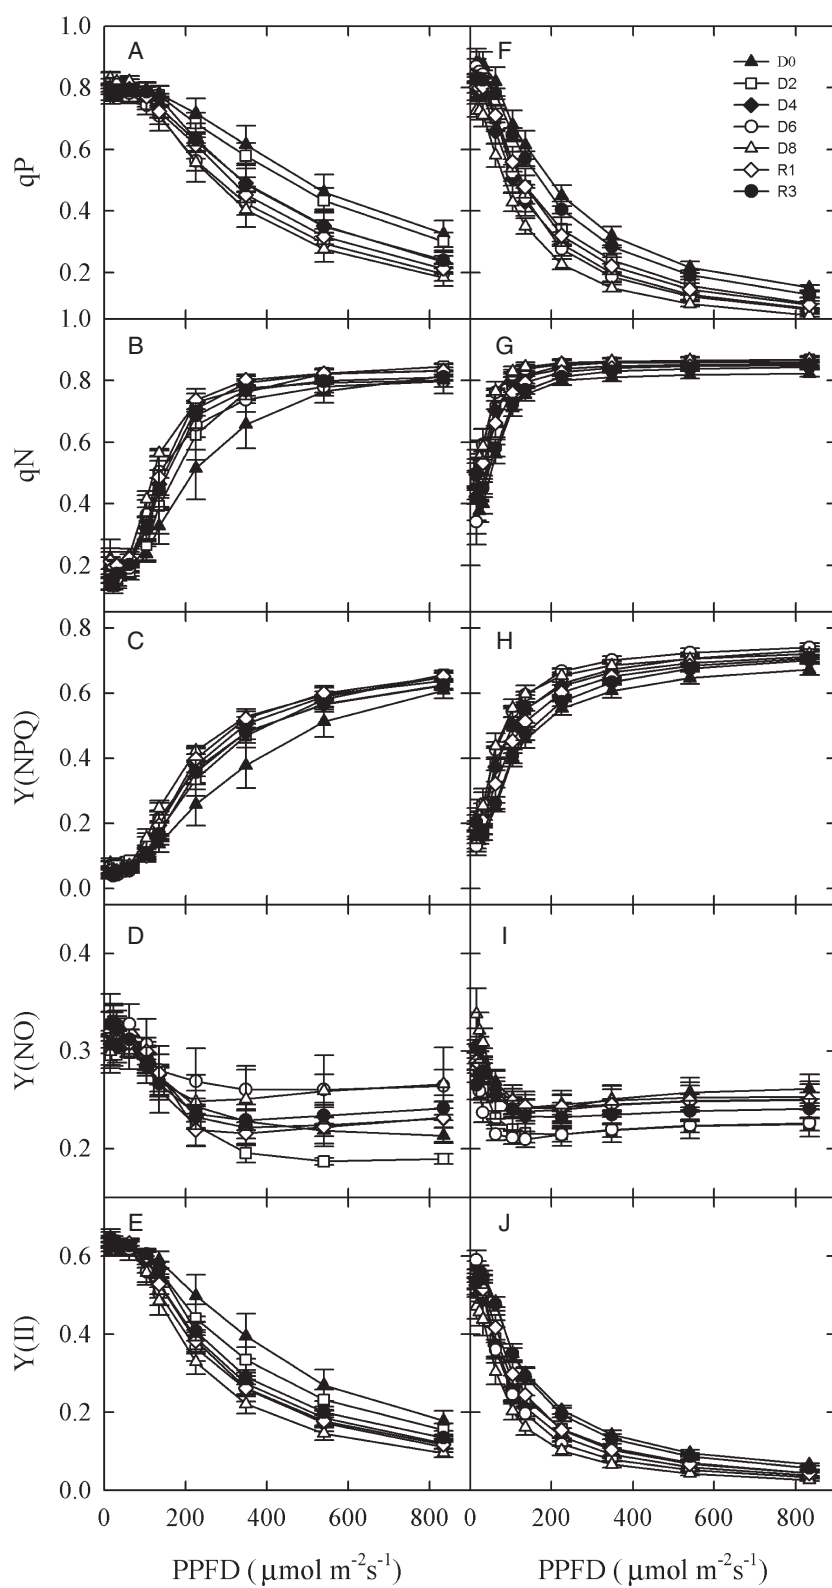 A
F
1.0
0.8
0.6
0.4
0.2
qP
D0
D2
D4
D6
D8
R1
R3
B
G
1.0
0.8
0.6
0.4
0.2
qN
C
H
0.8
0.6
0.4
0.2
0.0
Y(NPQ)
D
I
0.4
0.3
0.2
Y(NO)
E
J
0.6
0.4
0.2
0.0
Y(II)
0 200 400 600 800 0 200 400 600 800
PPFD ( μmol m-2s-1) PPFD ( μmol m-2s-1)